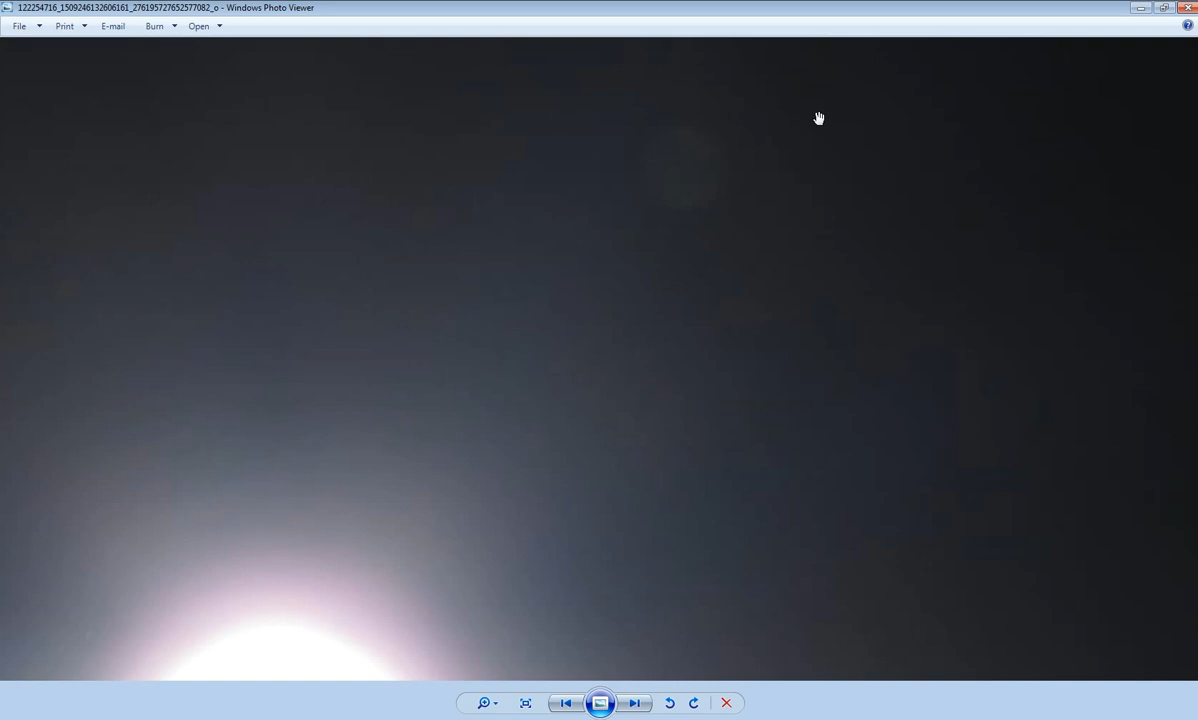 122254716_1509246132606161_276195727652577082_o - Windows Photo Viewer
File Print E-mail Burn Open